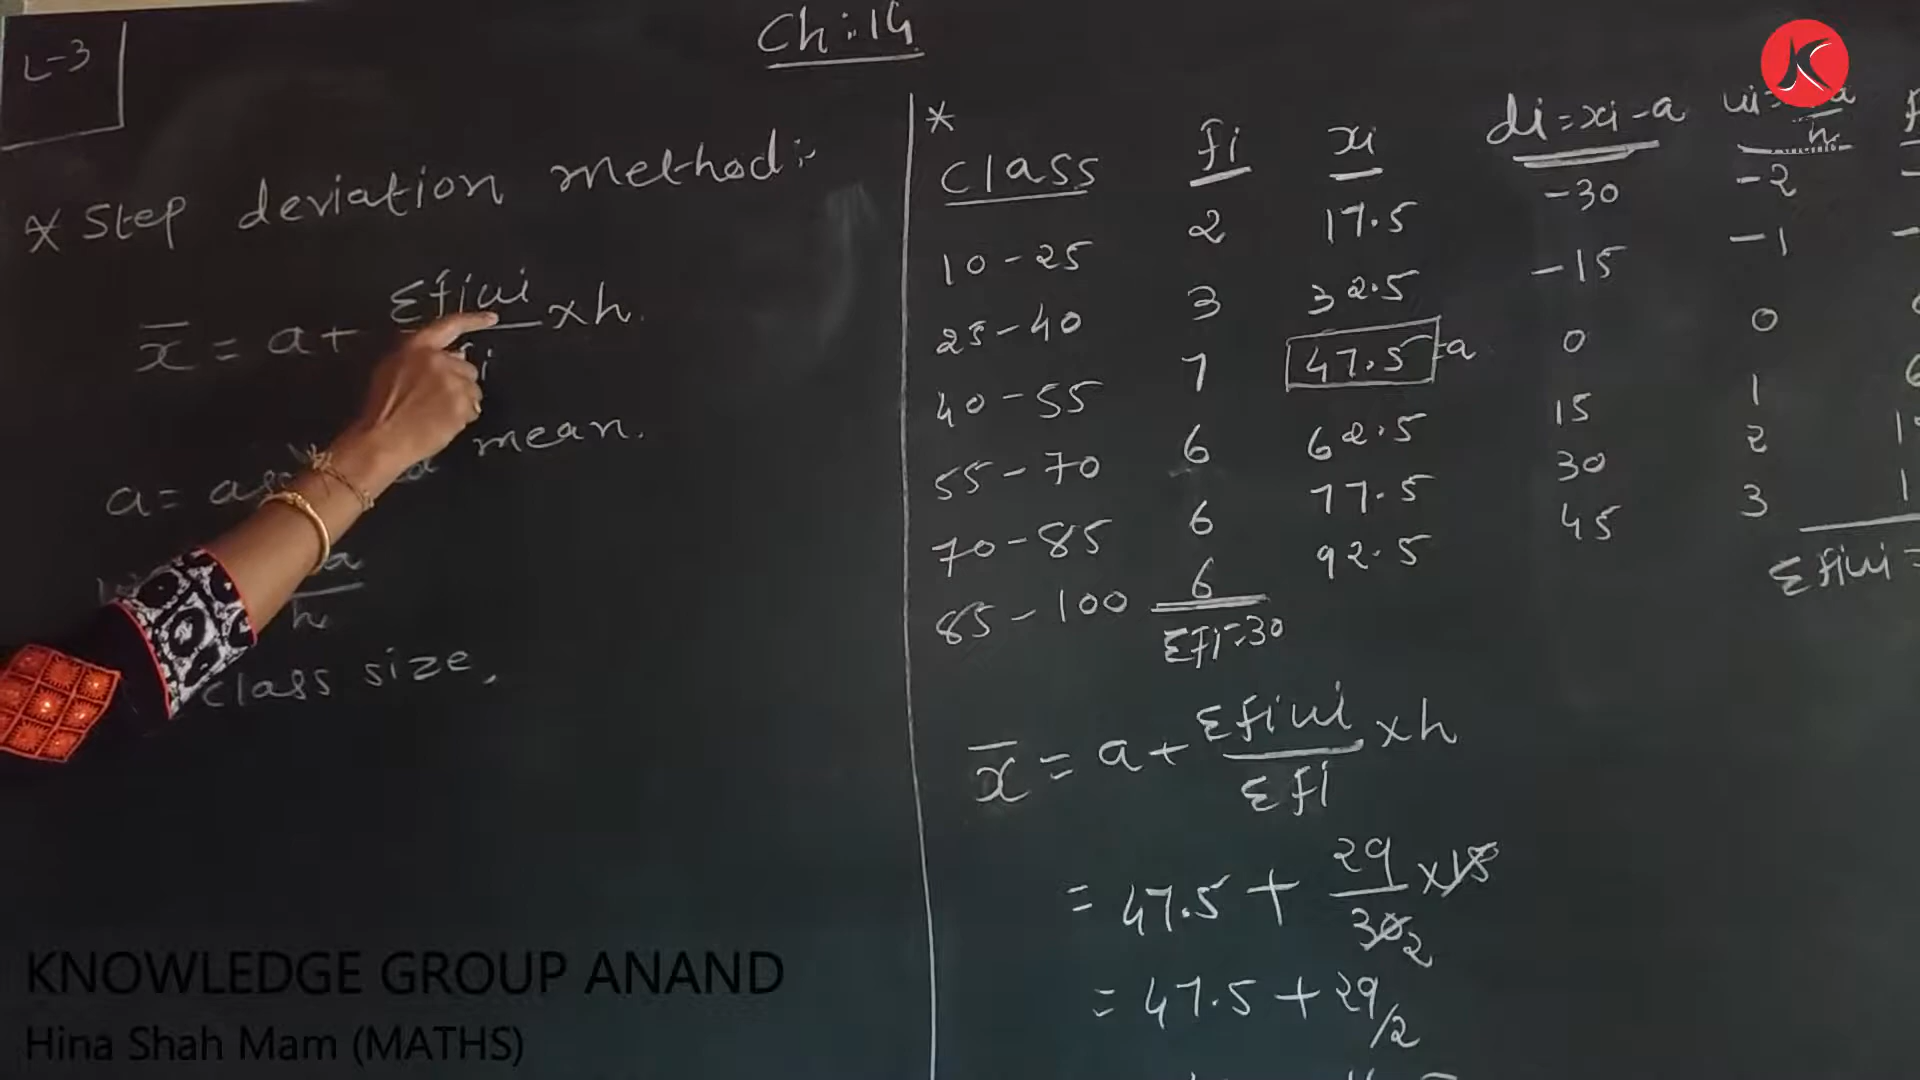 L-3
Ch:14
* Step deviation method:-
x̄ = a + Σfiui × h.
fi
a = mean.
a
h
class size,
*
class fi xi di=xi-a ui= a
h
10-25 2 17.5 -30 -2
25-40 3 32.5 -15 -1
40-55 7 47.5 =a 0 0
55-70 6 62.5 15 1
70-85 6 77.5 30 2
85-100 6 92.5 45 3
Σfi=30 Σfiui =
x̄ = a + Σfiui/Σfi × h
= 47.5 + 29/30 × 15
2
= 47.5 + 29/2
KNOWLEDGE GROUP ANAND
Hina Shah Mam (MATHS)